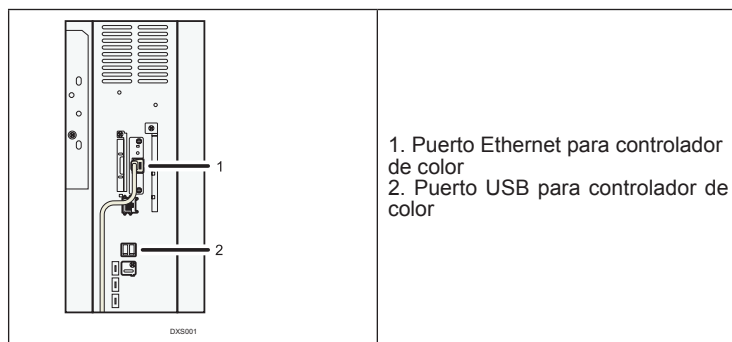 1
2
DXS001
1. Puerto Ethernet para controlador
de color
2. Puerto USB para controlador de
color